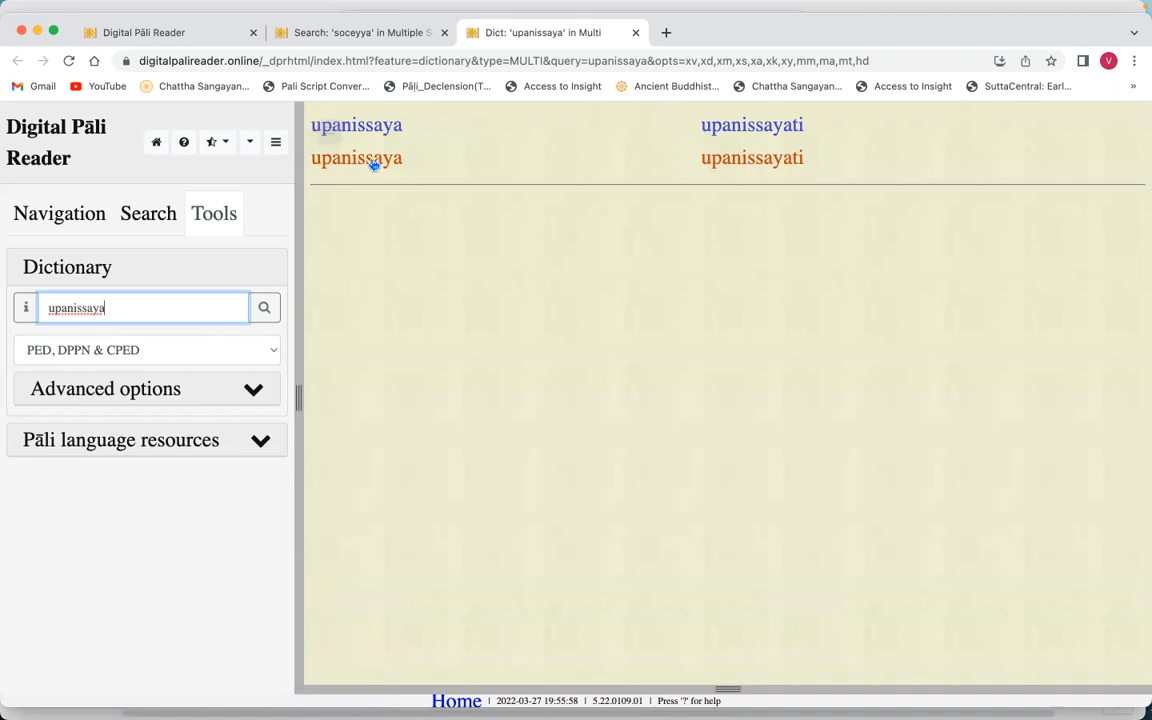 Digital Pāli Reader
Search: 'soceyya' in Multiple S
Dict: 'upanissaya' in Multi
digitalpalireader.online/_dprhtml/index.html?feature=dictionary&type=MULTI&query=upanissaya&opts=xv,xd,xm,xs,xa,xk,xy,mm,ma,mt,hd
V
Gmail
YouTube
Chattha Sangayan...
Pali Script Conver...
Pāḷi_Declension(T...
Access to Insight
Ancient Buddhist...
Chattha Sangayan...
Access to Insight
SuttaCentral: Earl...
»
Digital Pāli
Reader
Navigation Search Tools
Dictionary
upanissaya
PED, DPPN & CPED
Advanced options
Pāli language resources
upanissaya upanissayati
upanissaya upanissayati
Home | 2022-03-27 19:55:58 | 5.22.0109.01 | Press '?' for help